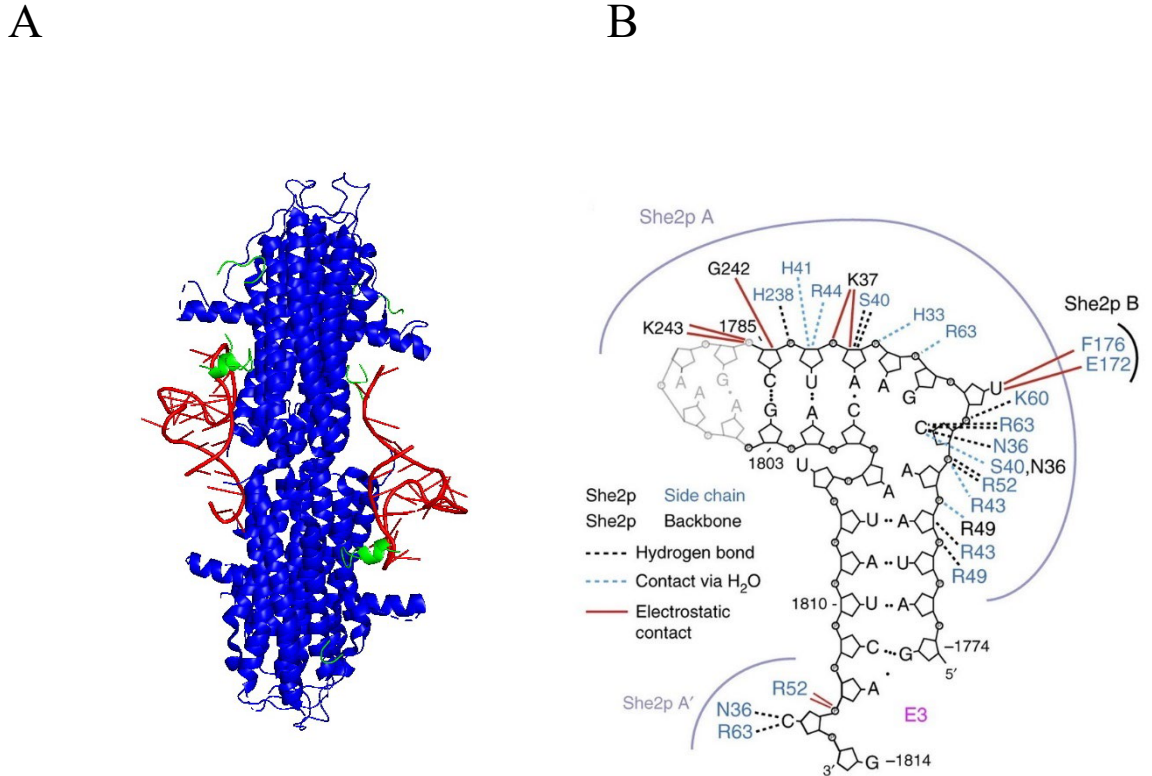 A
B
She2p A
G242
H41
R44
K37
S40
H238
H33
R63
K243
1785
She2p B
F176
E172
K60
R63
N36
S40,N36
R52
R43
R49
R43
R49
A
A
A
G
A
C
U
A
A
G
U
C
G
A
C
1803
U
A
A
U
A
A
U
U
A
C
G
A
C
G
1810
–1774
5′
She2p
Side chain
She2p
Backbone
Hydrogen bond
Contact via H₂O
Electrostatic
contact
She2p A′
R52
N36
R63
E3
3′
–1814